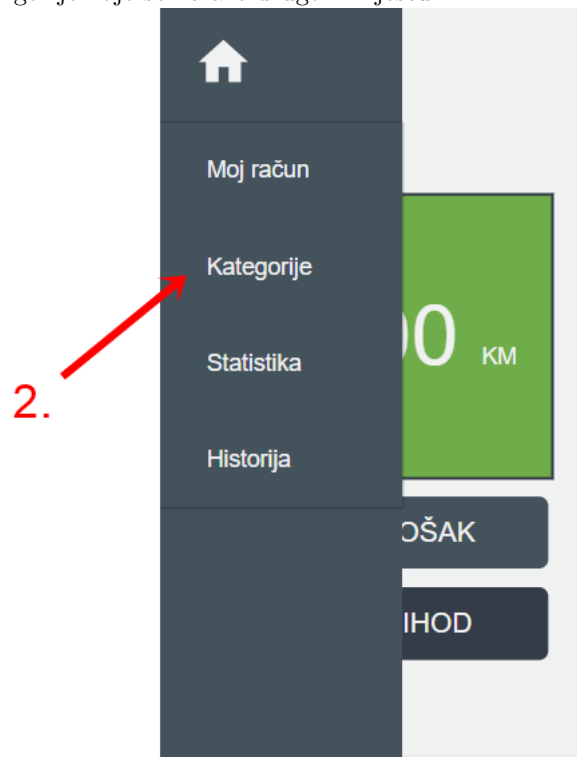 Moj račun
Kategorije
00 KM
Statistika
2.
Historija
OŠAK
IHOD